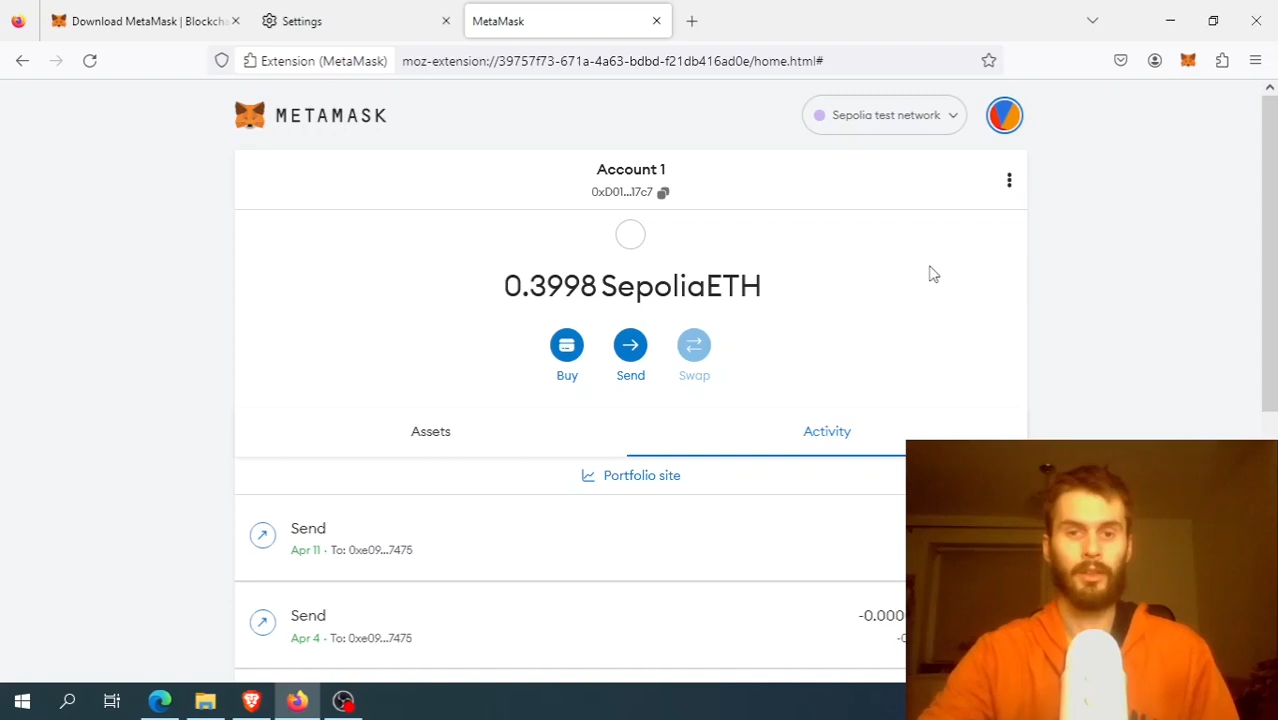 Download MetaMask | Blockcha
Settings
MetaMask
Extension (MetaMask)
moz-extension://39757f73-671a-4a63-bdbd-f21db416ad0e/home.html#
METAMASK
Sepolia test network
Account 1
0xD01...17c7
0.3998 SepoliaETH
Buy
Send
Swap
Assets
Activity
Portfolio site
Send
Apr 11 · To: 0xe09...7475
Send
-0.000
Apr 4 · To: 0xe09...7475
-0